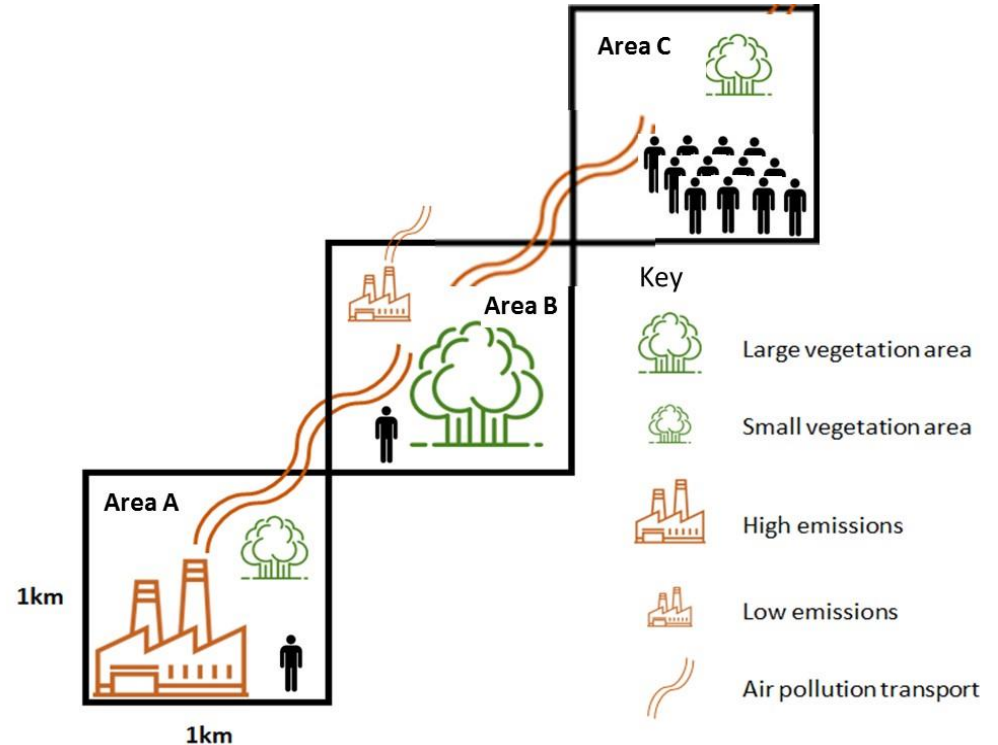 Area C
Area B
Key
Large vegetation area
Small vegetation area
Area A
High emissions
1km
Low emissions
Air pollution transport
1km